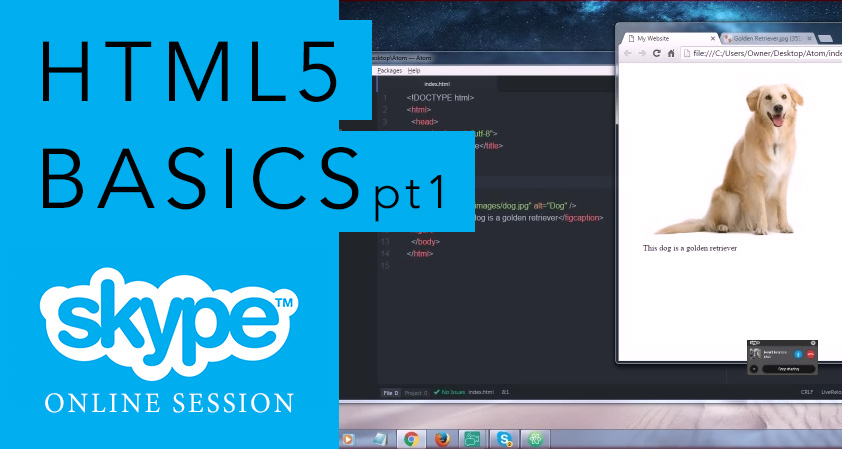 HTML5
BASICS pt1
skype™
ONLINE SESSION
Desktop\Atom — Atom
Packages Help
index.html
1 <!DOCTYPE html>
2 <html>
3 <head>
"utf-8">
</title>
images/dog.jpg" alt="Dog" />
dog is a golden retriever</figcaption>
13 </body>
14 </html>
15
File 0 Project 0 No Issues index.html 8:1
CRLF
My Website
Golden Retriever.jpg
file:///C:/Users/Owner/Desktop/Atom/inde
This dog is a golden retriever
Stop sharing